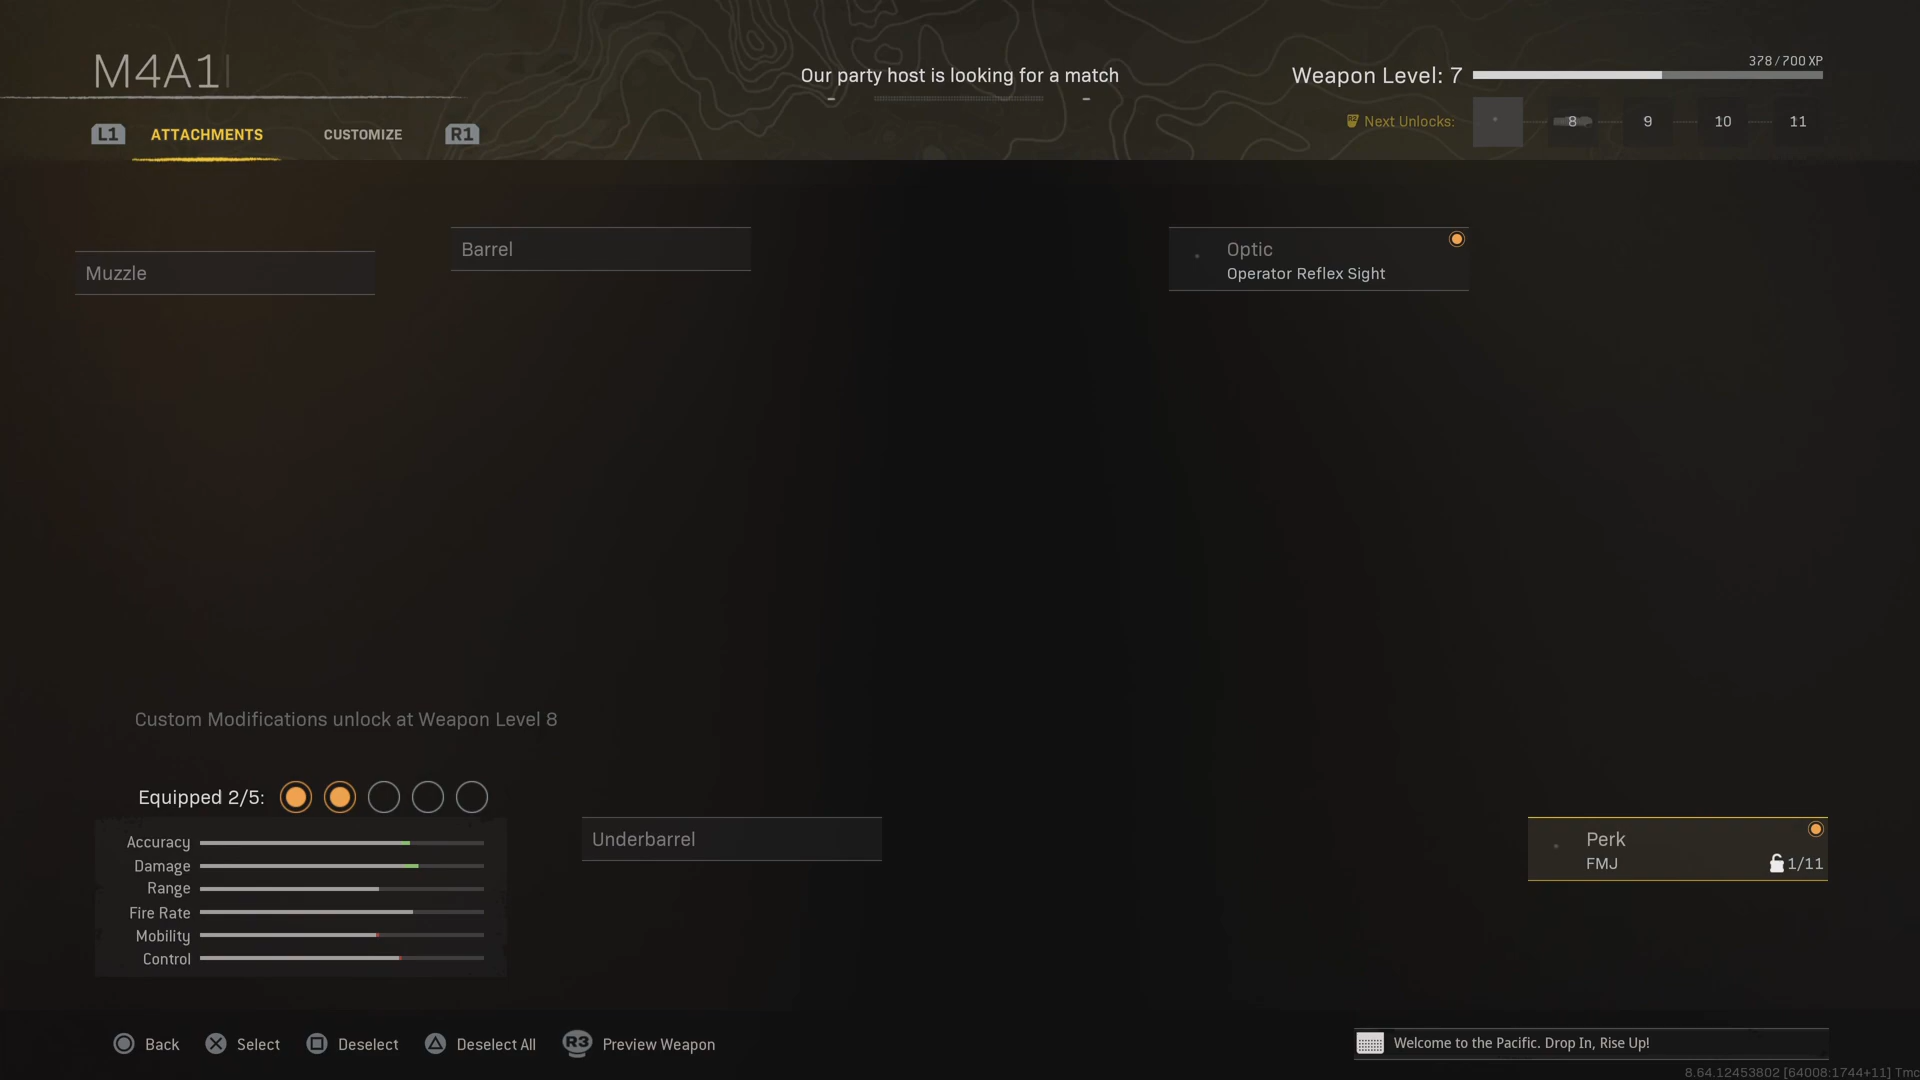 M4A1
Our party host is looking for a match
378 / 700 XP
Weapon Level: 7
L1 ATTACHMENTS CUSTOMIZE R1
Next Unlocks: 8 9 10 11
Barrel
Optic
Operator Reflex Sight
Muzzle
Custom Modifications unlock at Weapon Level 8
Equipped 2/5:
Accuracy
Damage
Range
Fire Rate
Mobility
Control
Underbarrel
Perk
FMJ 1/11
Back Select Deselect Deselect All R3 Preview Weapon
Welcome to the Pacific. Drop In, Rise Up!
8.64.12453802 [64008:1744+11] Tmc